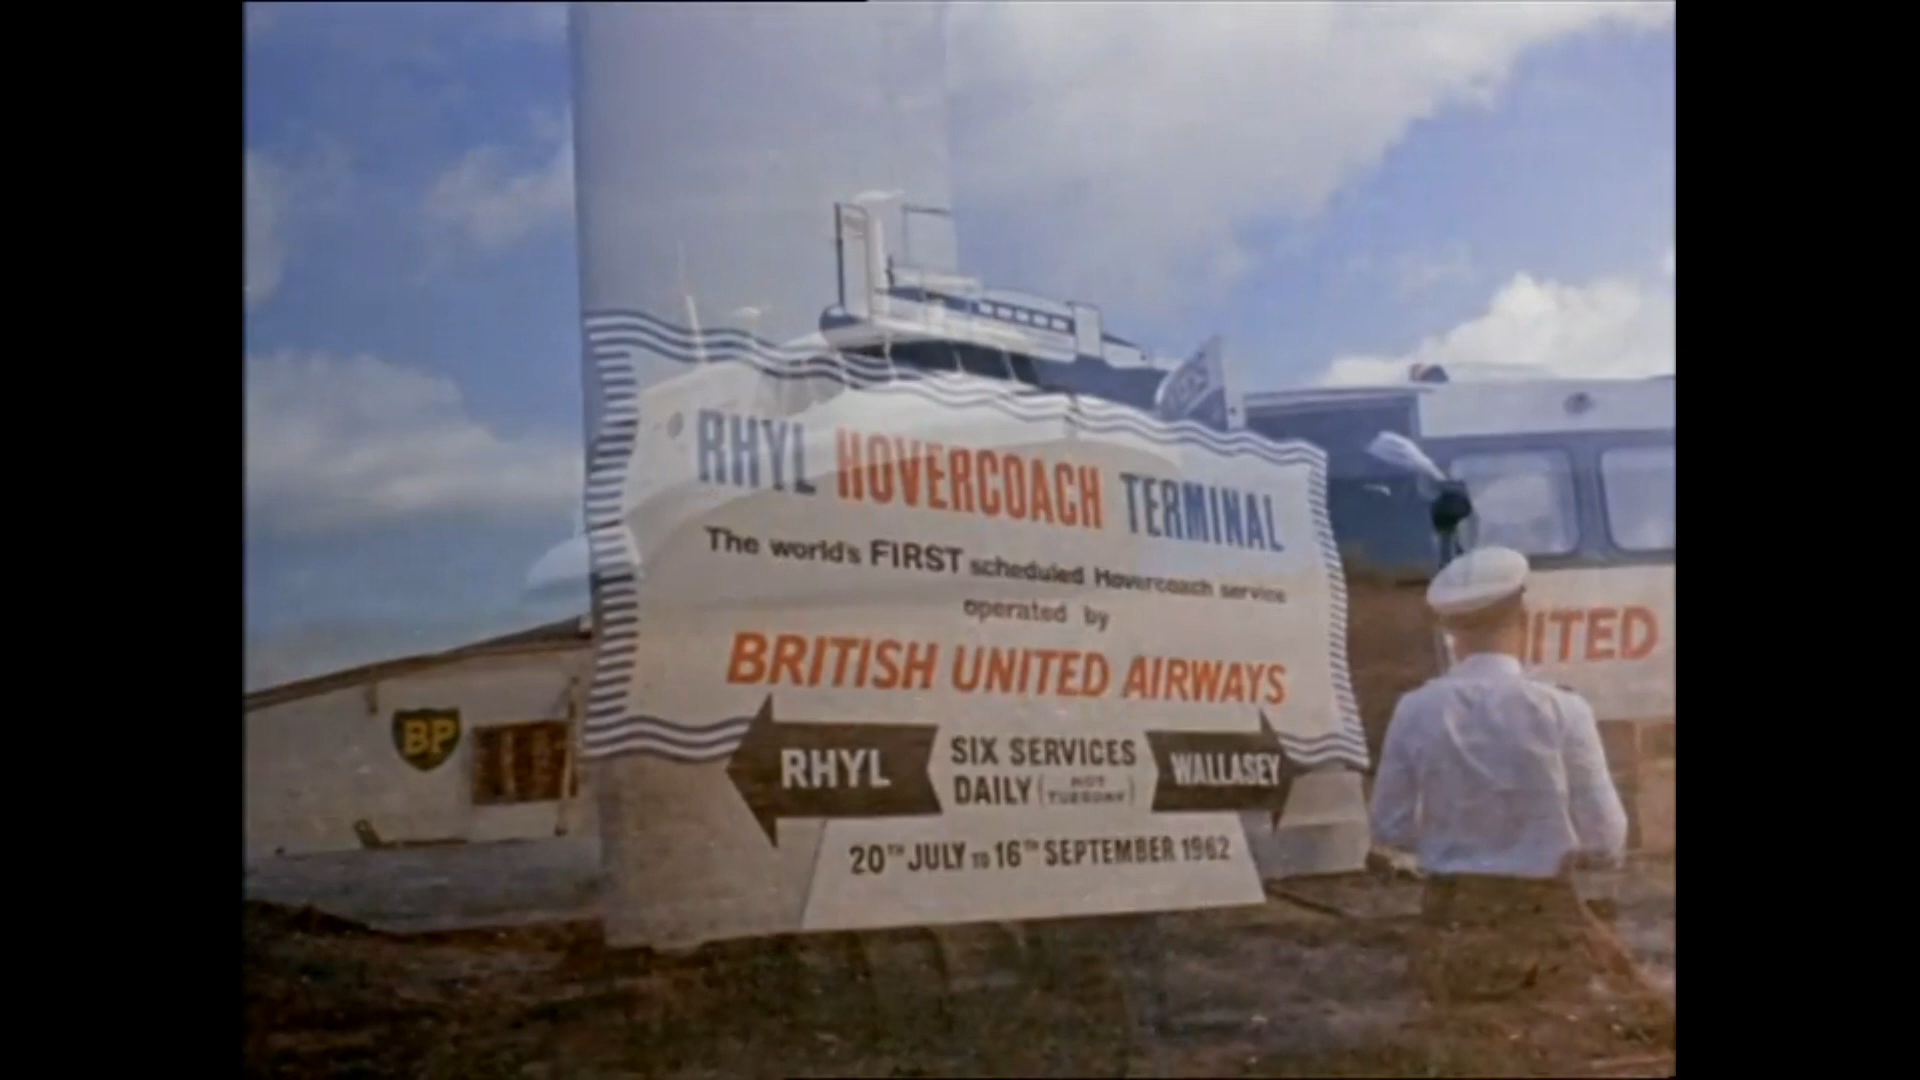 RHYL HOVERCOACH TERMINAL
The world's FIRST scheduled Hovercoach service
operated by
BRITISH UNITED AIRWAYS
RHYL
SIX SERVICES
DAILY (NOT TUESDAY)
WALLASEY
20TH JULY TO 16TH SEPTEMBER 1962
BP
ITED